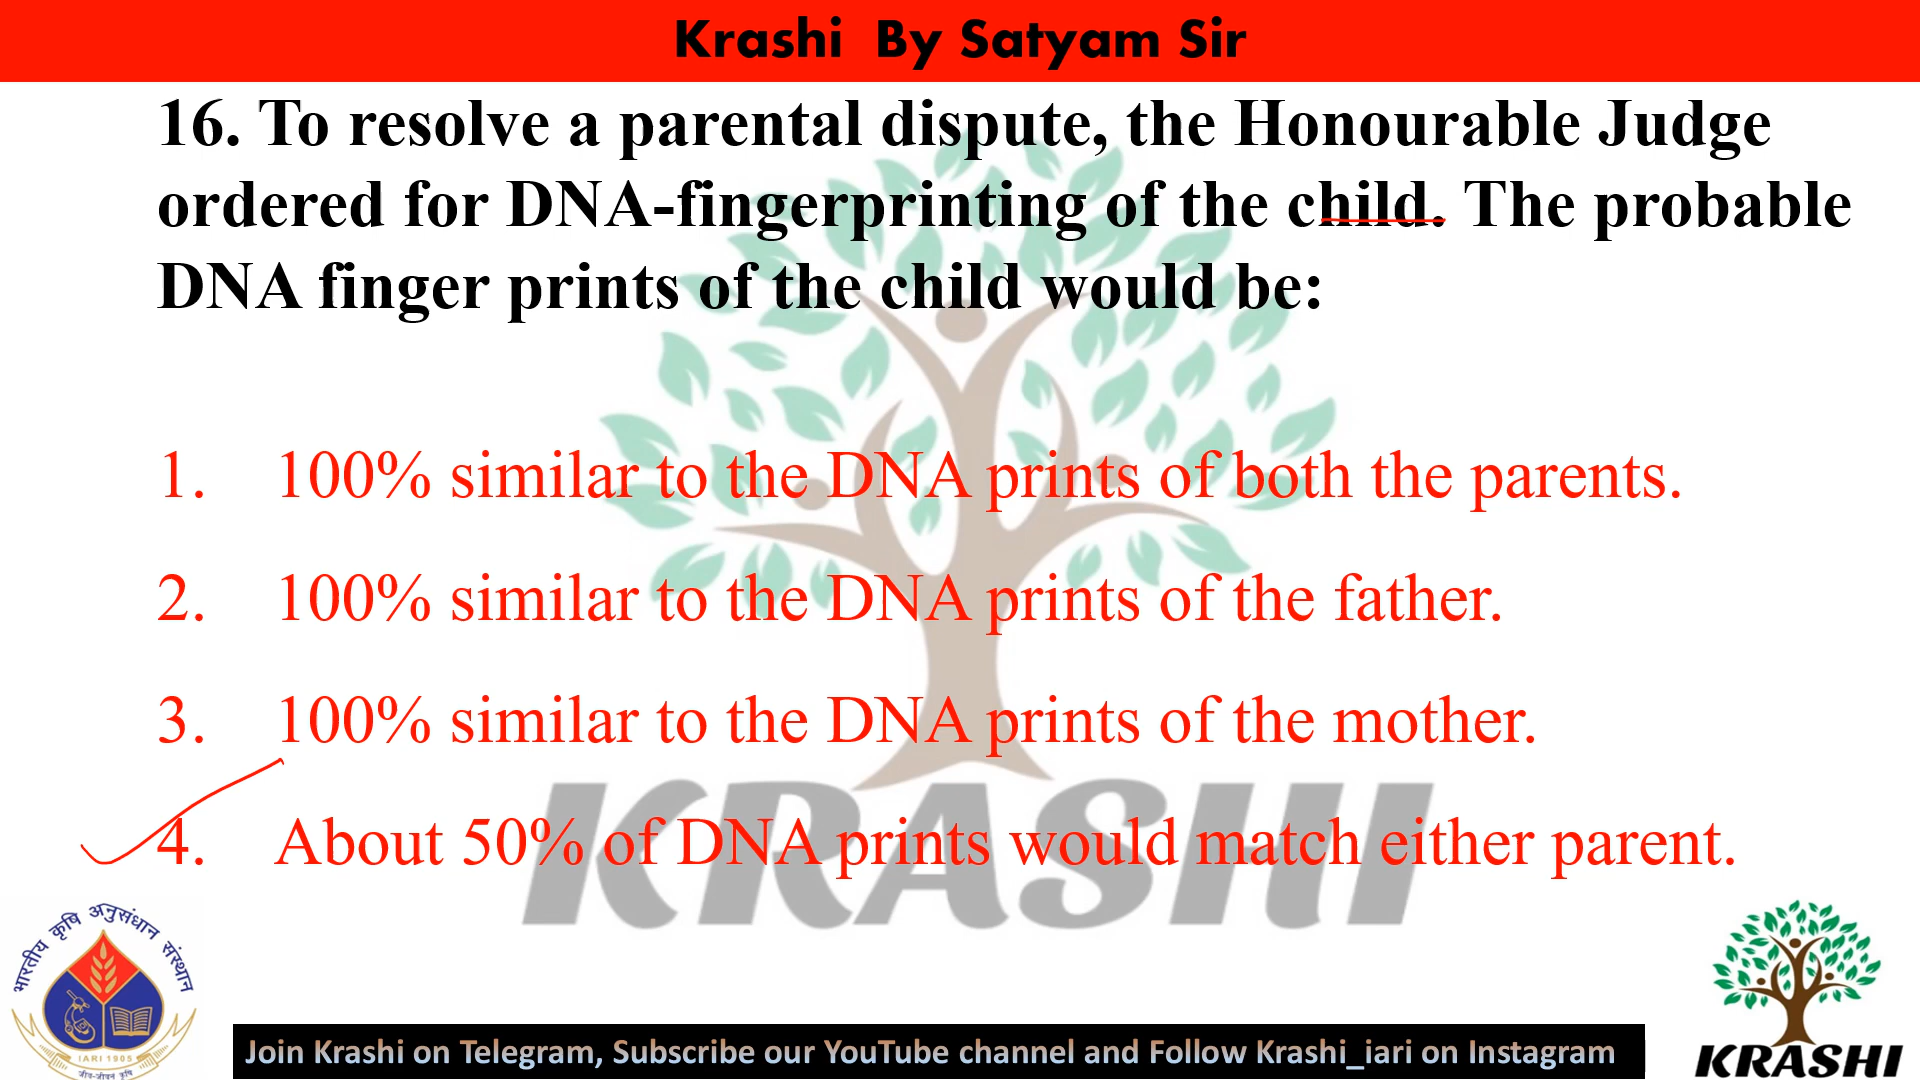 Krashi By Satyam Sir
16. To resolve a parental dispute, the Honourable Judge
ordered for DNA-fingerprinting of the child. The probable
DNA finger prints of the child would be:
1. 100% similar to the DNA prints of both the parents.
2. 100% similar to the DNA prints of the father.
3. 100% similar to the DNA prints of the mother.
4. About 50% of DNA prints would match either parent.
KRASHI
भारतीय कृषि अनुसंधान संस्थान
IARI 1905
Join Krashi on Telegram, Subscribe our YouTube channel and Follow Krashi_iari on Instagram
KRASHI